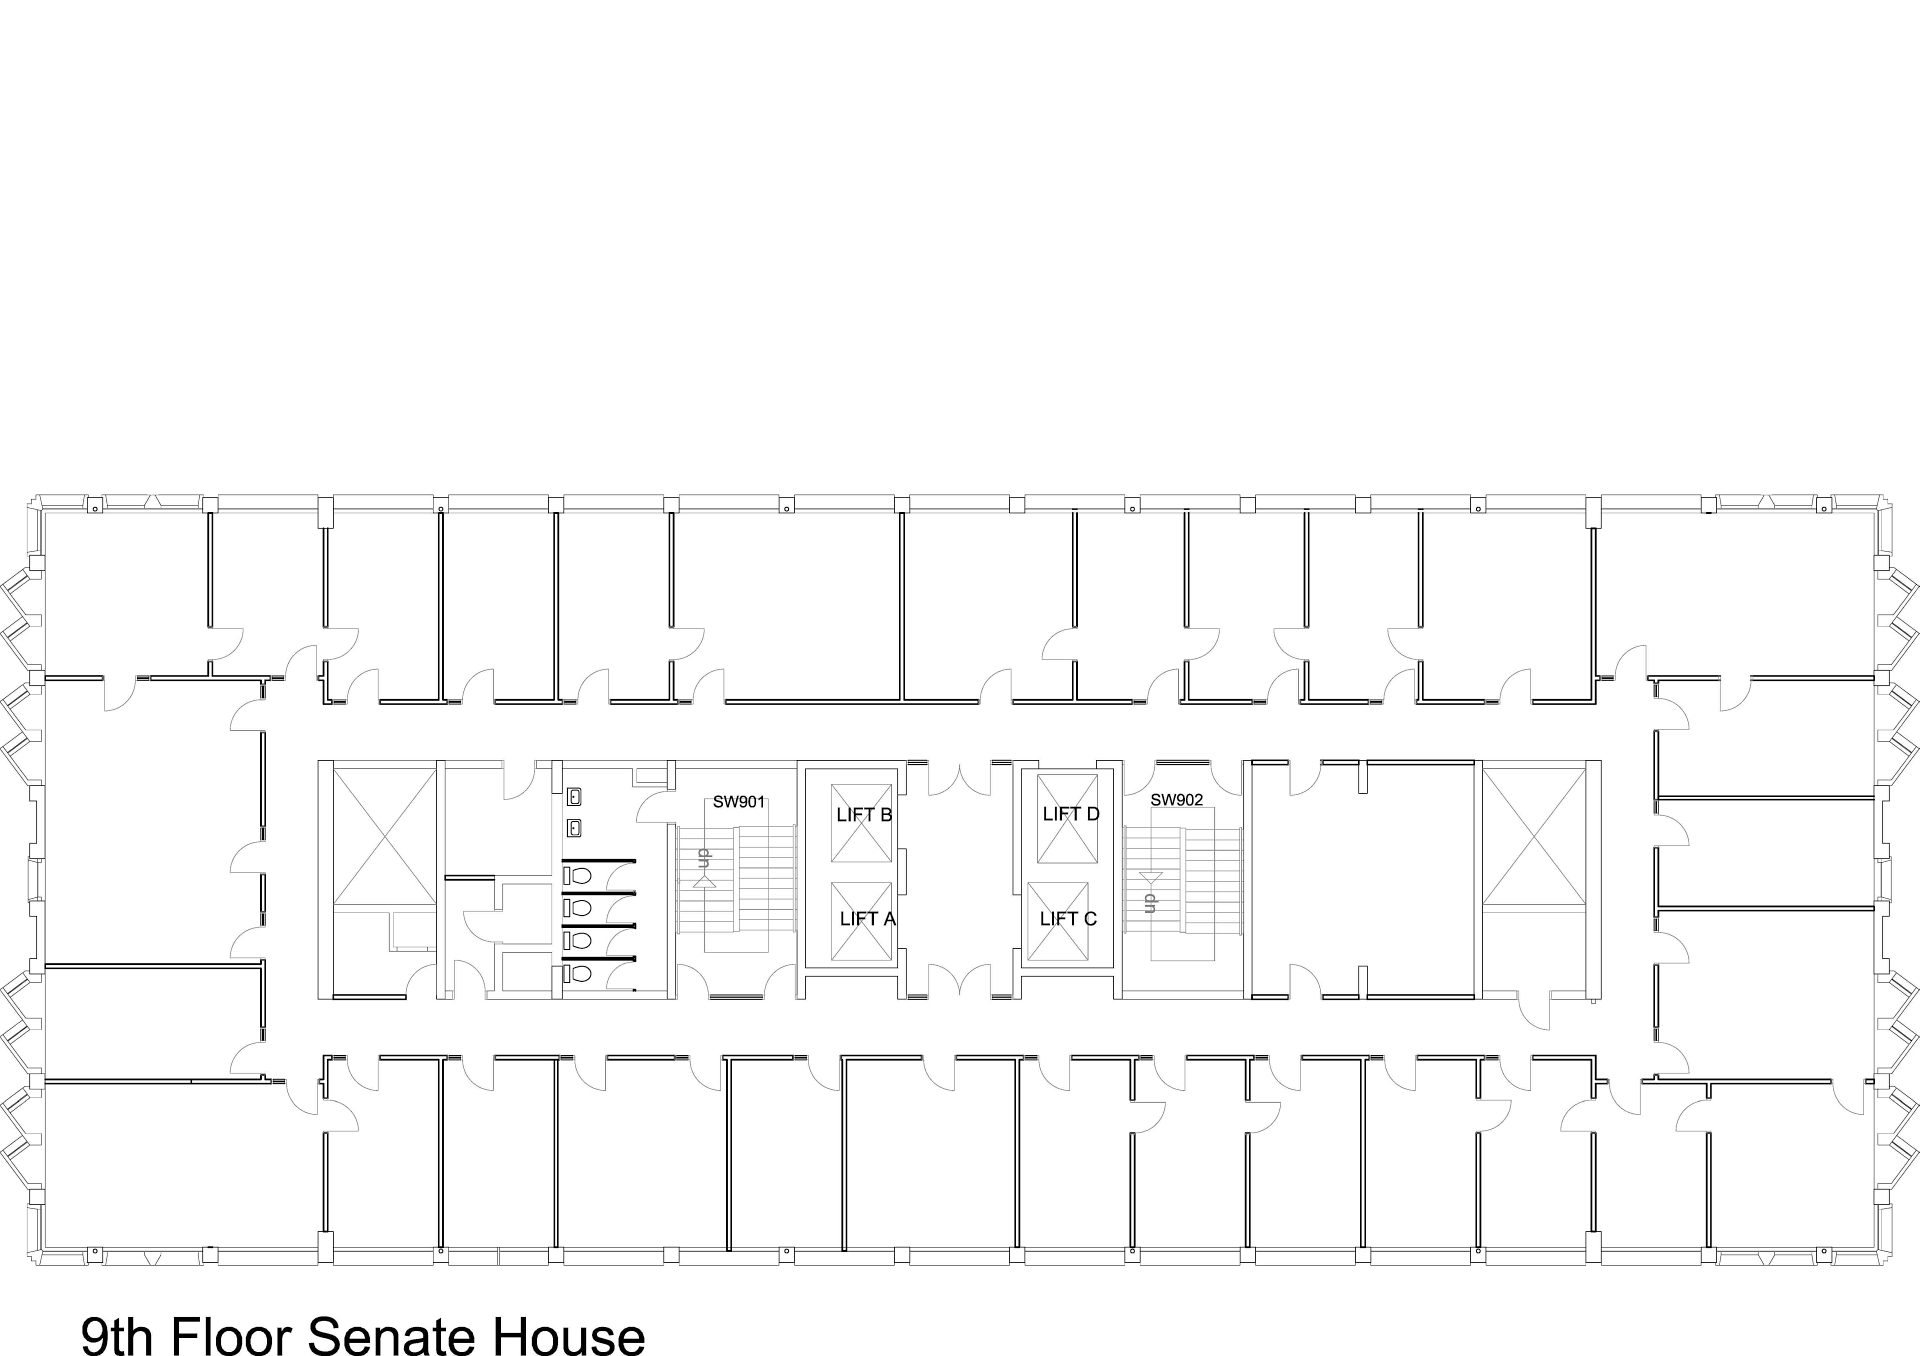 SW901
LIFT B
LIFT D
SW902
dn
dn
LIFT A
LIFT C
9th Floor Senate House